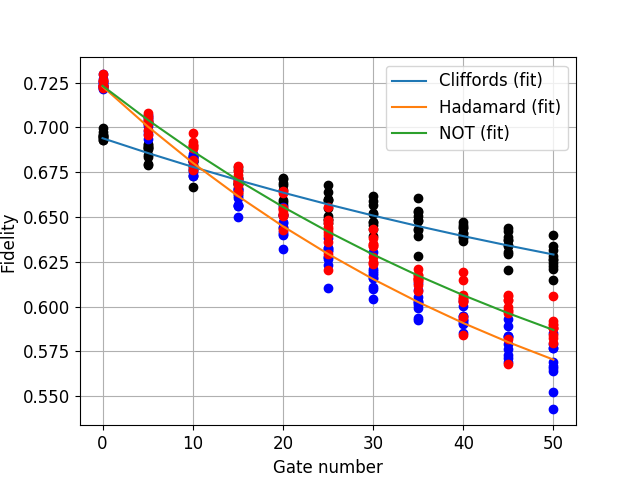 Cliffords (fit)
Hadamard (fit)
NOT (fit)
0.725
0.700
0.675
0.650
0.625
0.600
0.575
0.550
Fidelity
0 10 20 30 40 50
Gate number